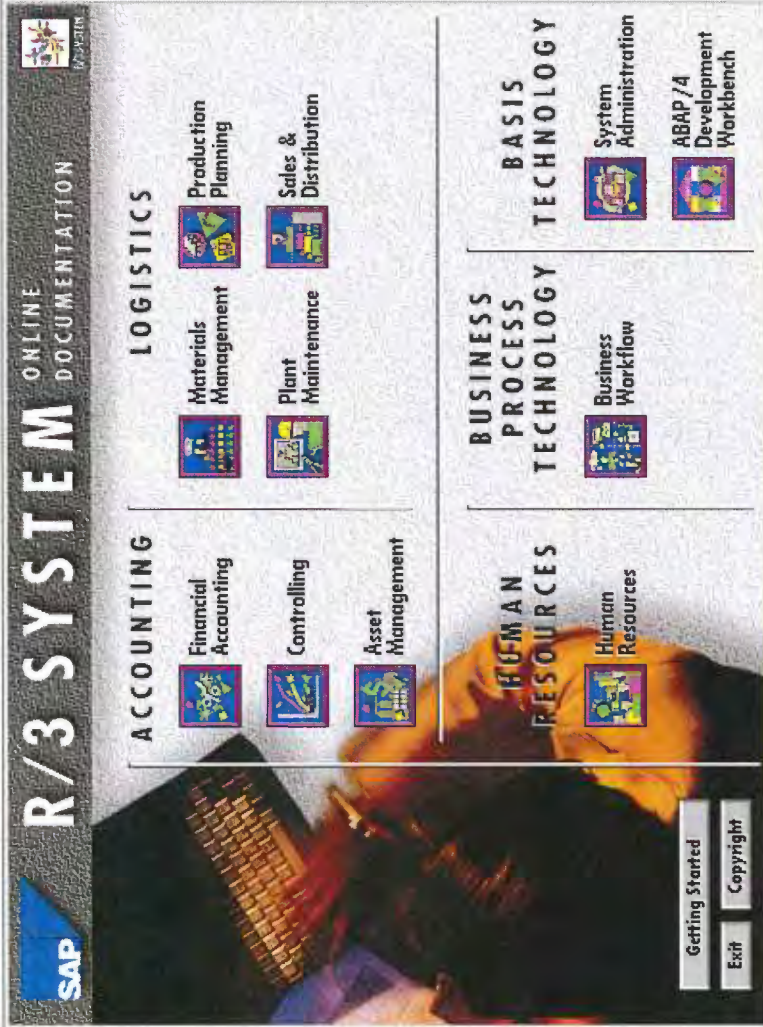 SAP
R/3 SYSTEM
ONLINE
DOCUMENTATION
R/3 SYSTEM
ACCOUNTING
Financial
Accounting
Controlling
Asset
Management
LOGISTICS
Materials
Management
Production
Planning
Plant
Maintenance
Sales &
Distribution
HUMAN
RESOURCES
Human
Resources
BUSINESS
PROCESS
TECHNOLOGY
Business
Workflow
BASIS
TECHNOLOGY
System
Administration
ABAP/4
Development
Workbench
Getting Started
Exit
Copyright